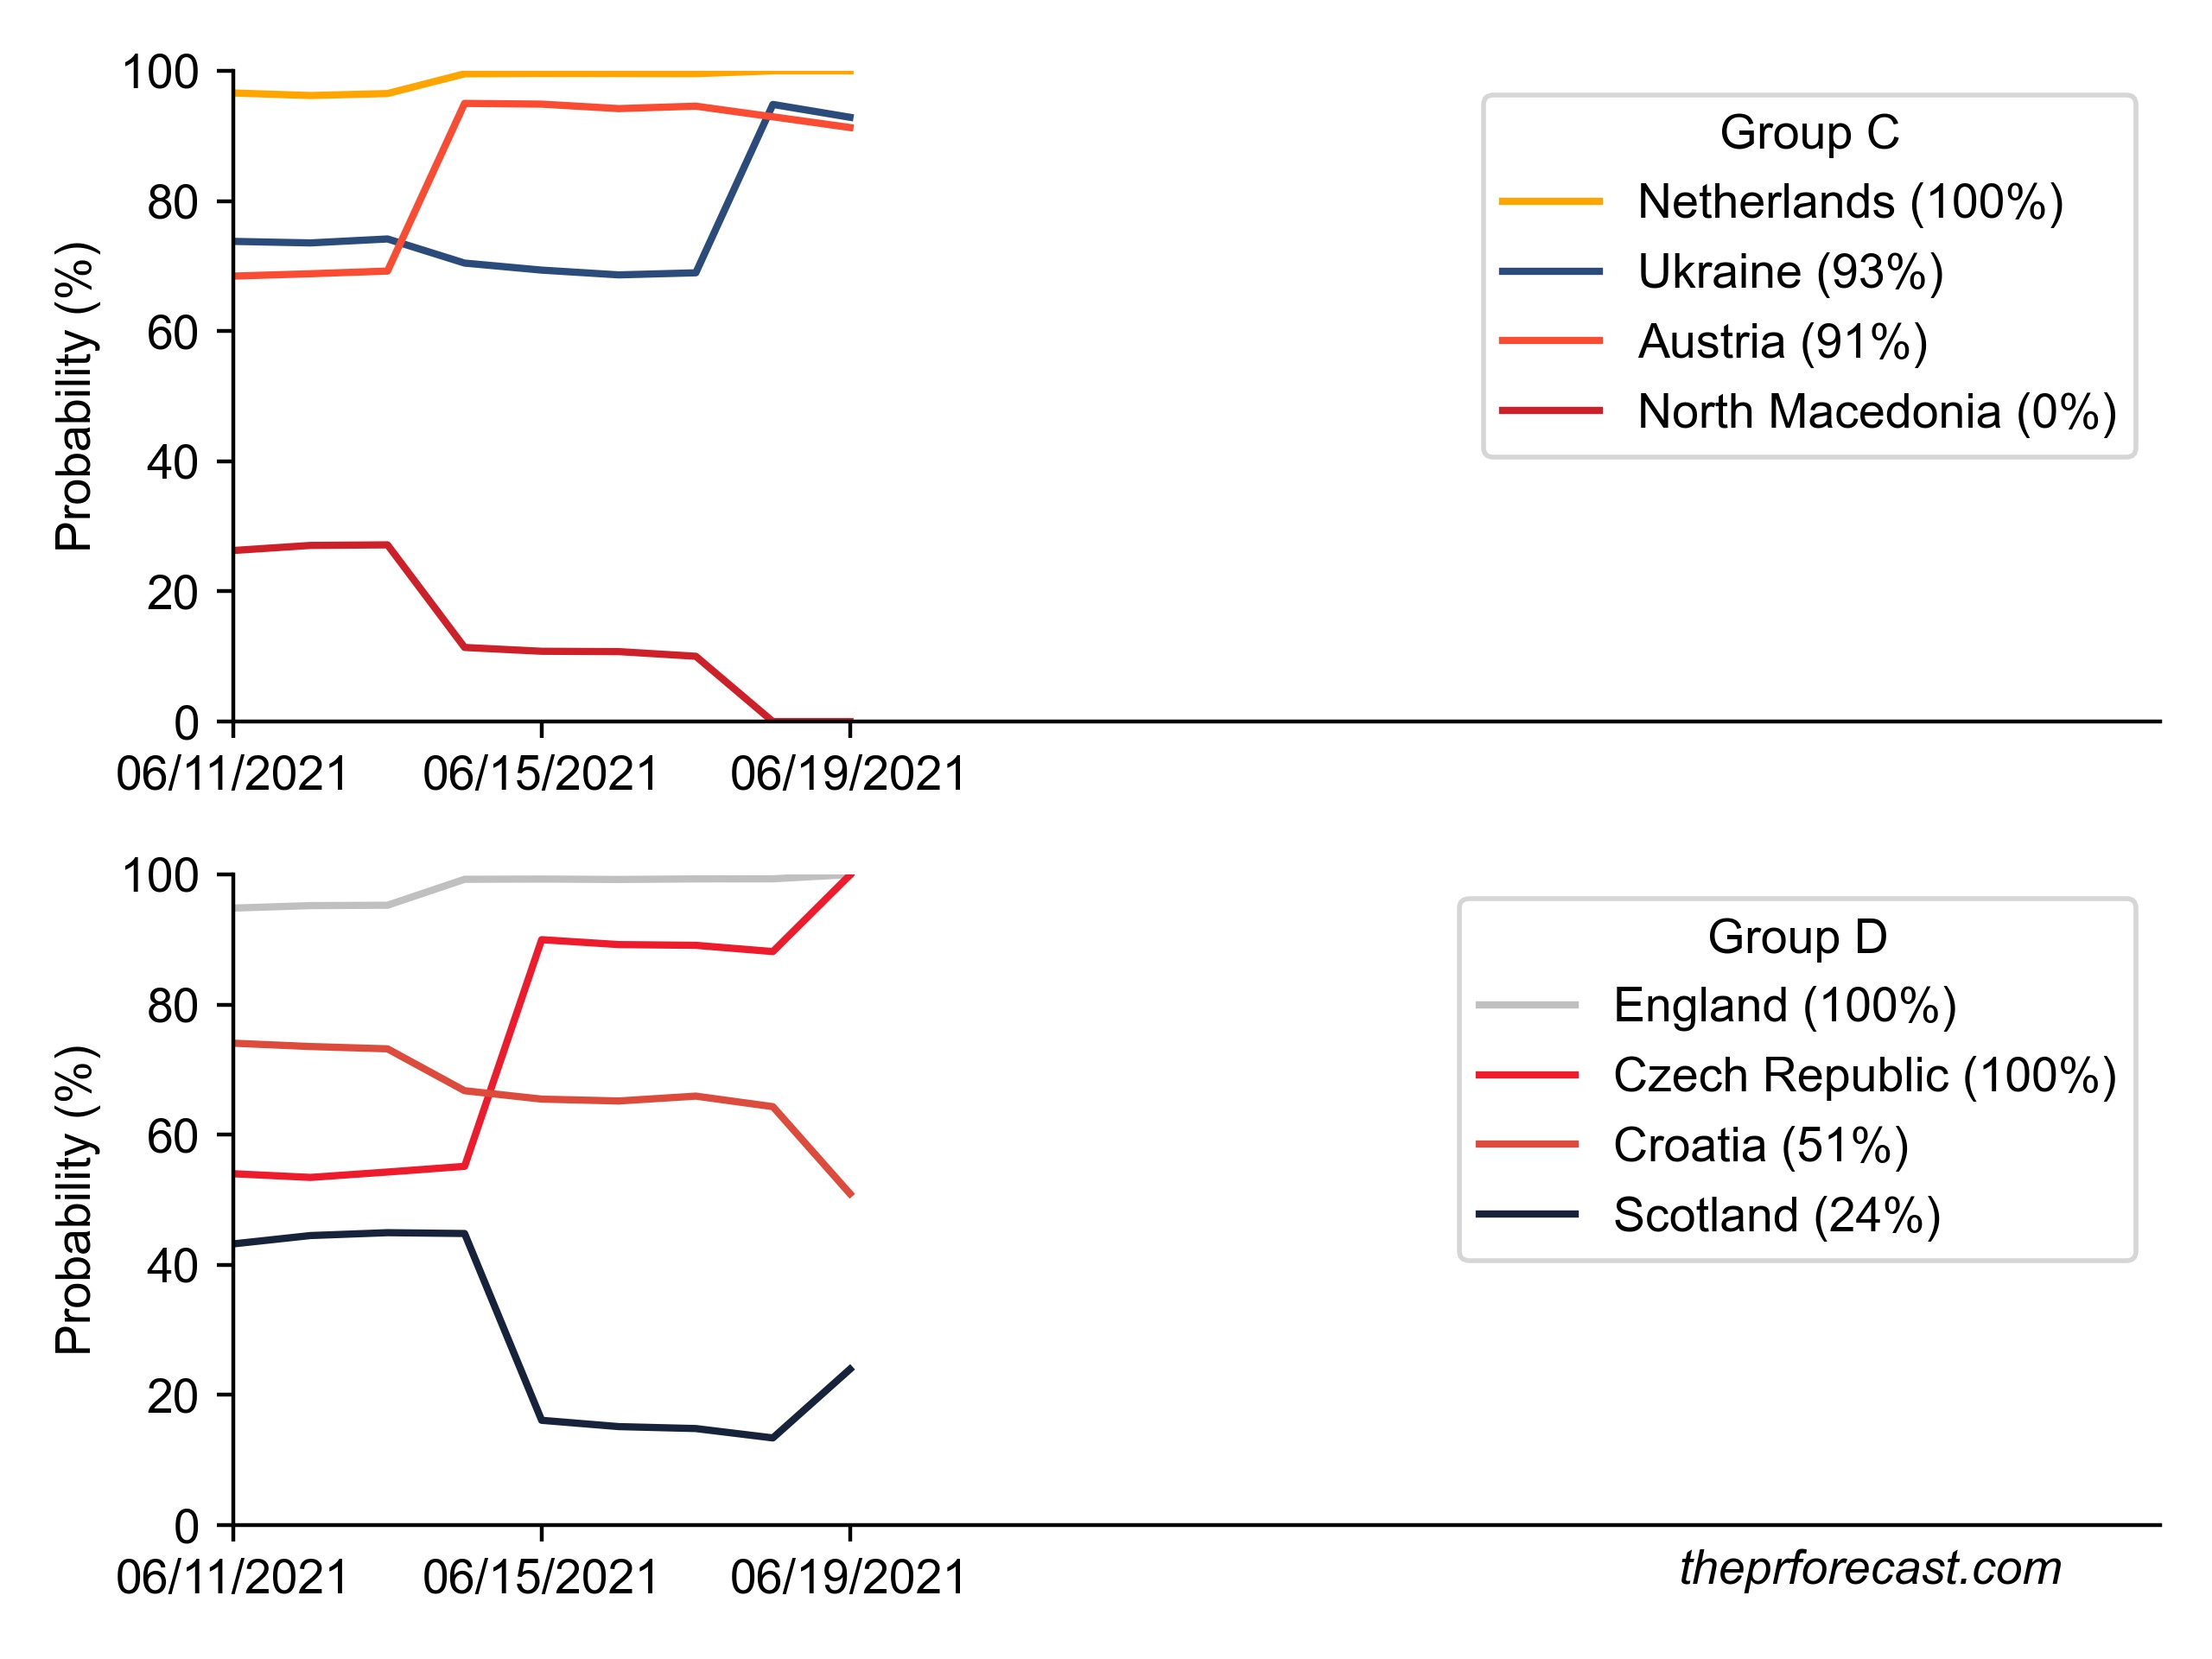 100
80
60
40
20
0
Probability (%)
06/11/2021
06/15/2021
06/19/2021
Group C
Netherlands (100%)
Ukraine (93%)
Austria (91%)
North Macedonia (0%)
100
80
60
40
20
0
Probability (%)
06/11/2021
06/15/2021
06/19/2021
Group D
England (100%)
Czech Republic (100%)
Croatia (51%)
Scotland (24%)
theprforecast.com